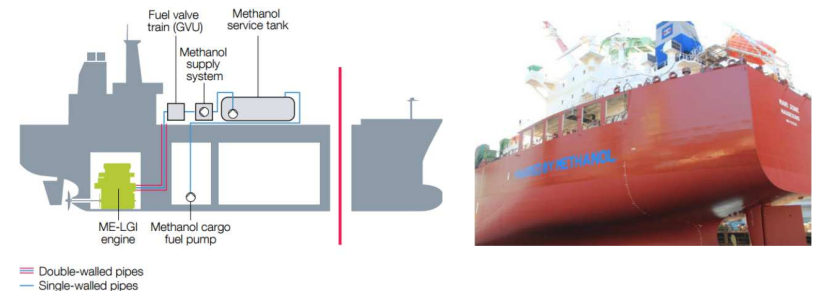 Fuel valve
train (GVU)
Methanol
service tank
Methanol
supply
system
ME-LGI
engine
Methanol cargo
fuel pump
Double-walled pipes
Single-walled pipes
BY METHANOL